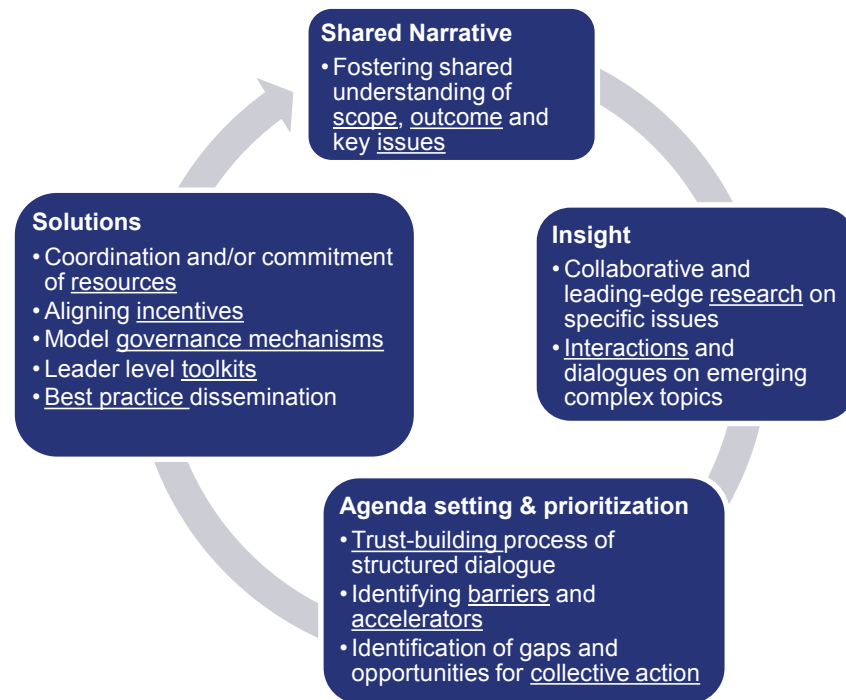 Shared Narrative
• Fostering shared
understanding of
scope, outcome and
key issues
Insight
• Collaborative and
leading-edge research on
specific issues
• Interactions and
dialogues on emerging
complex topics
Agenda setting & prioritization
• Trust-building process of
structured dialogue
• Identifying barriers and
accelerators
• Identification of gaps and
opportunities for collective action
Solutions
• Coordination and/or commitment
of resources
• Aligning incentives
• Model governance mechanisms
• Leader level toolkits
• Best practice dissemination